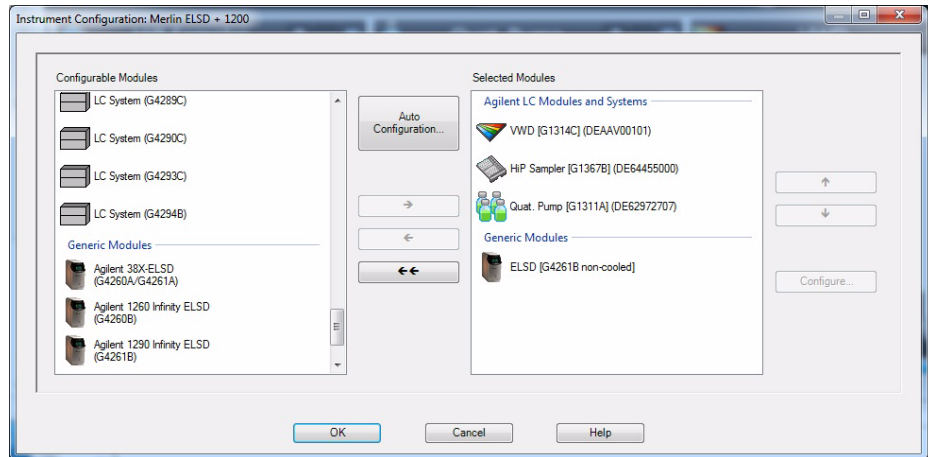 Instrument Configuration: Merlin ELSD + 1200
Configurable Modules
LC System (G4289C)
LC System (G4290C)
LC System (G4293C)
LC System (G4294B)
Generic Modules
Agilent 38X-ELSD
(G4260A/G4261A)
Agilent 1260 Infinity ELSD
(G4260B)
Agilent 1290 Infinity ELSD
(G4261B)
Auto
Configuration...
Selected Modules
Agilent LC Modules and Systems
VWD [G1314C] (DEAAV00101)
HiP Sampler [G1367B] (DE64455000)
Quat. Pump [G1311A] (DE62972707)
Generic Modules
ELSD [G4261B non-cooled]
Configure...
OK
Cancel
Help